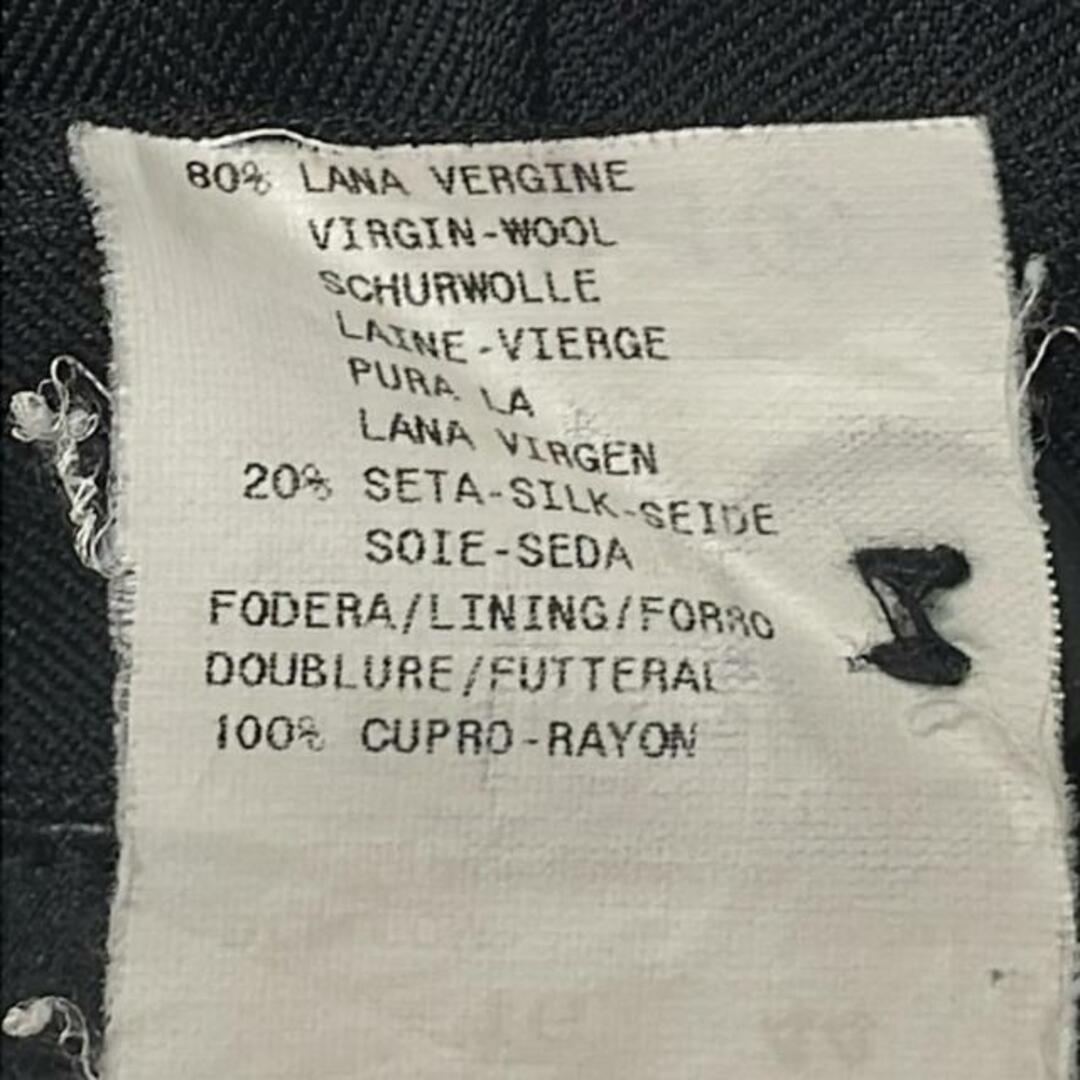 80% LANA VERGINE
VIRGIN-WOOL
SCHURWOLLE
LAINE-VIERGE
PURA LA
LANA VIRGEN
20% SETA-SILK-SEIDE
SOIE-SEDA
FODERA/LINING/FORRO
DOUBLURE/FUTTERAL
100% CUPRO-RAYON